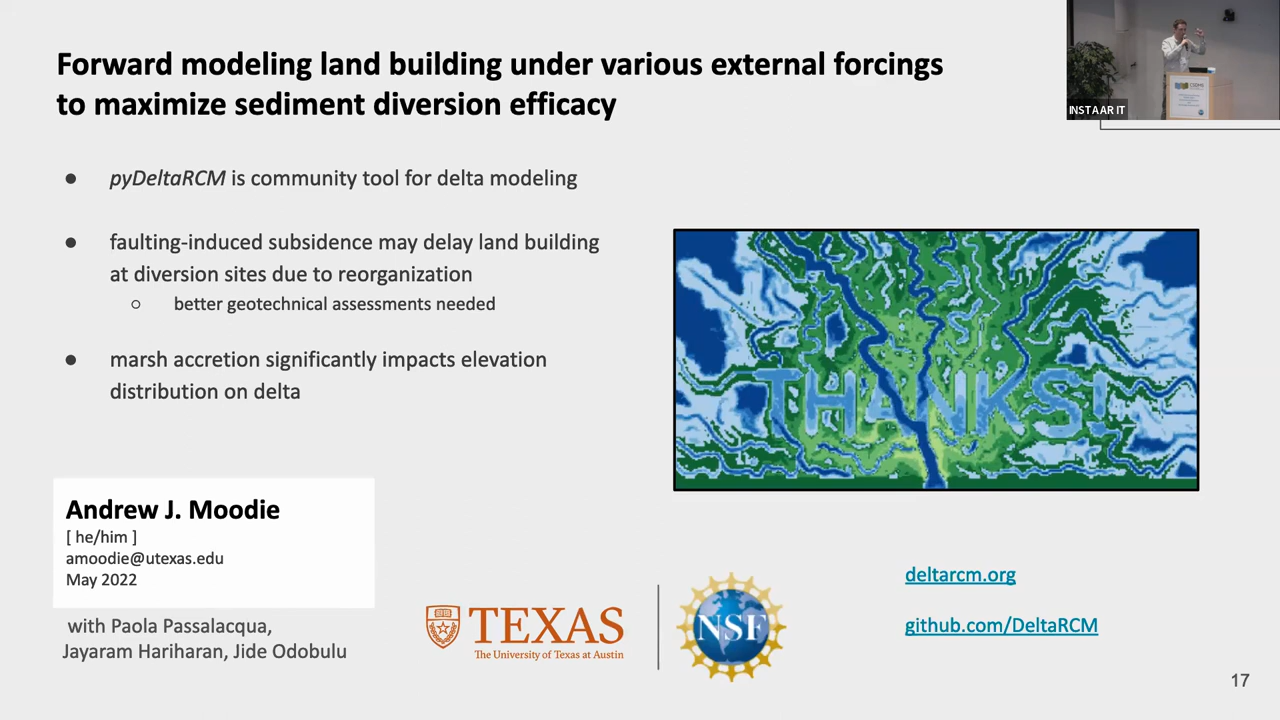 Forward modeling land building under various external forcings
to maximize sediment diversion efficacy
INSTAAR IT
● pyDeltaRCM is community tool for delta modeling
● faulting-induced subsidence may delay land building
at diversion sites due to reorganization
○ better geotechnical assessments needed
● marsh accretion significantly impacts elevation
distribution on delta
THANKS!
Andrew J. Moodie
[ he/him ]
amoodie@utexas.edu
May 2022
with Paola Passalacqua,
Jayaram Hariharan, Jide Odobulu
TEXAS
The University of Texas at Austin
NSF
deltarcm.org
github.com/DeltaRCM
17